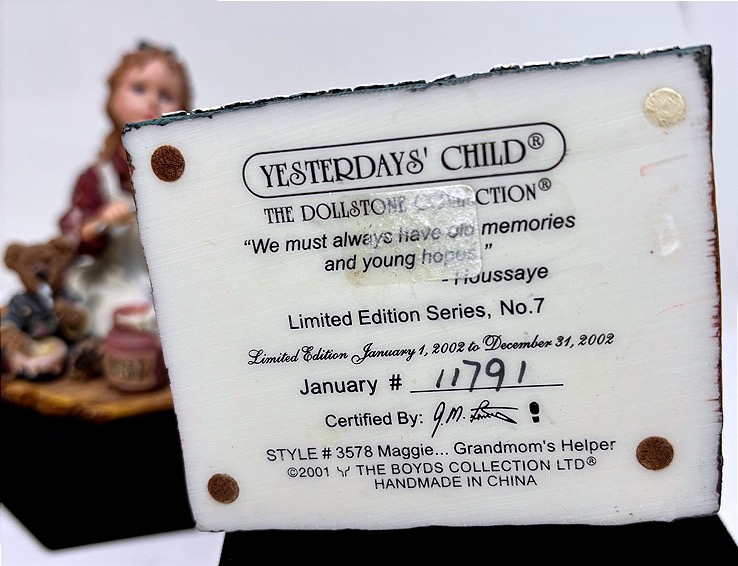 YESTERDAYS' CHILD®
THE DOLLSTONE COLLECTION®
“We must always have old memories
and young hopes.”
- Houssaye
Limited Edition Series, No.7
Limited Edition January 1, 2002 to December 31, 2002
January # 11791
Certified By: G.M.
STYLE # 3578 Maggie... Grandmom's Helper
©2001 THE BOYDS COLLECTION LTD®
HANDMADE IN CHINA